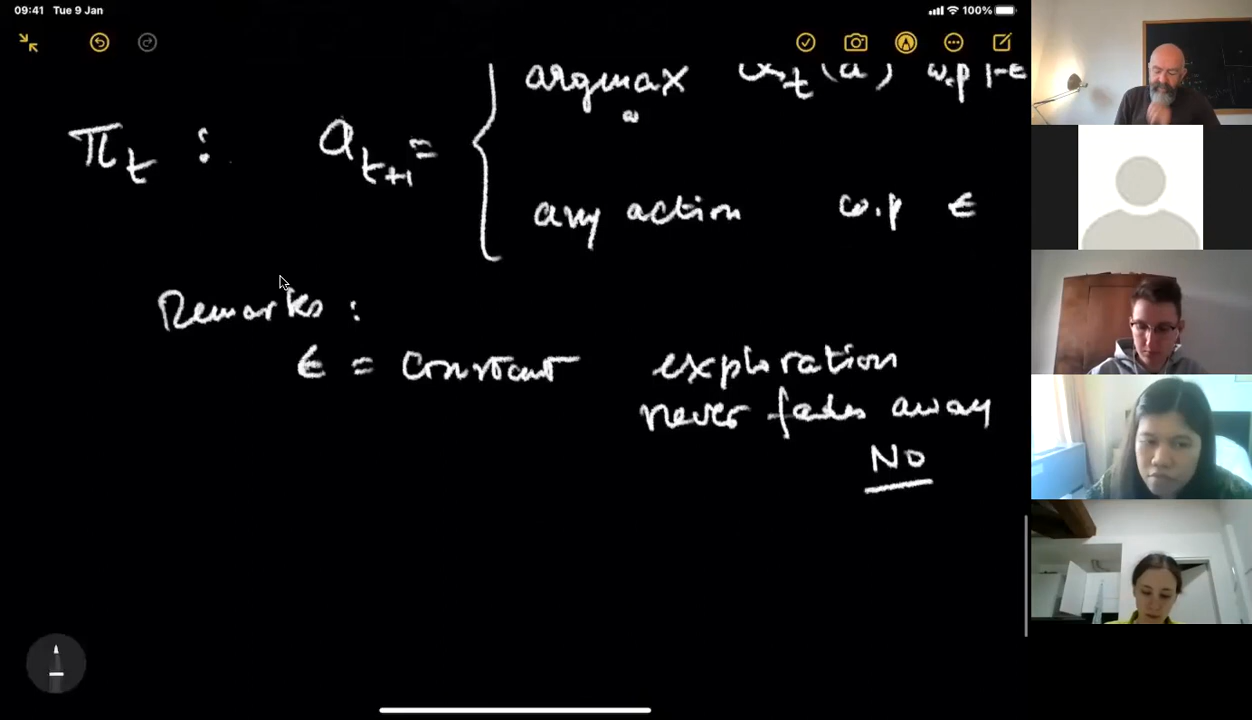 09:41 Tue 9 Jan
100%
argmax (a) w.p 1-ϵ
a
π_t : a_{t+1} =
any action w.p ϵ
Remarks :
ϵ = constant exploration
never fades away
NO